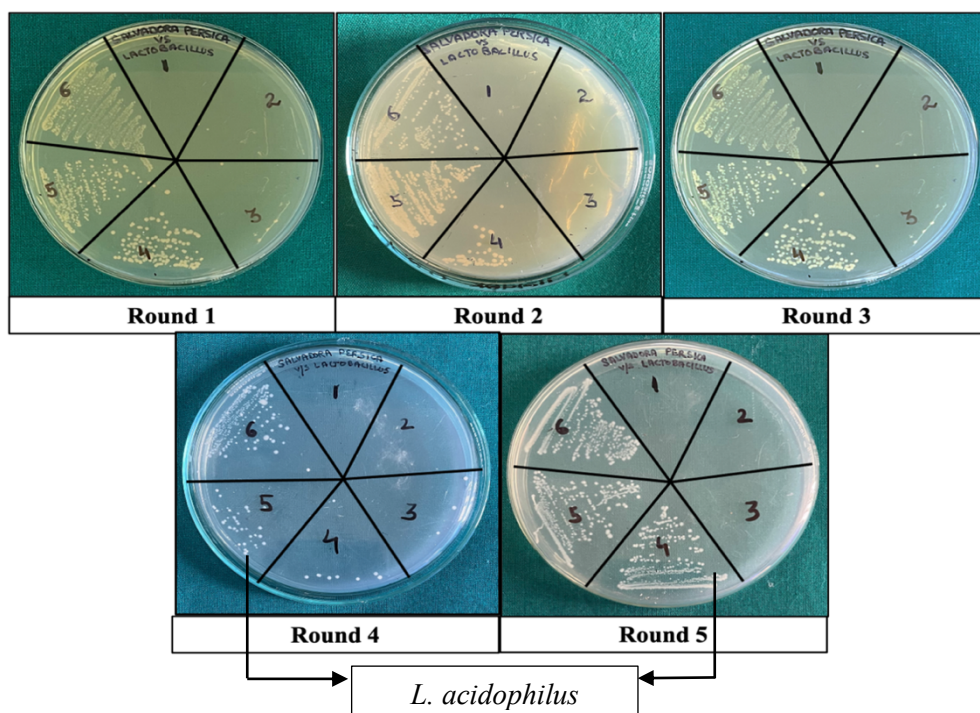 SALVADORA PERSICA
VS
LACTOBACILLUS
1
2
3
4
5
6
Round 1
SALVADORA PERSICA
VS
LACTOBACILLUS
1
2
3
4
5
6
Round 2
SALVADORA PERSICA
VS
LACTOBACILLUS
1
2
3
4
5
6
Round 3
SALVADORA PERSICA
V/S LACTOBACILLUS
1
2
3
4
5
6
Round 4
SALVADORA PERSICA
V/S LACTOBACILLUS
1
2
3
4
5
6
Round 5
L. acidophilus